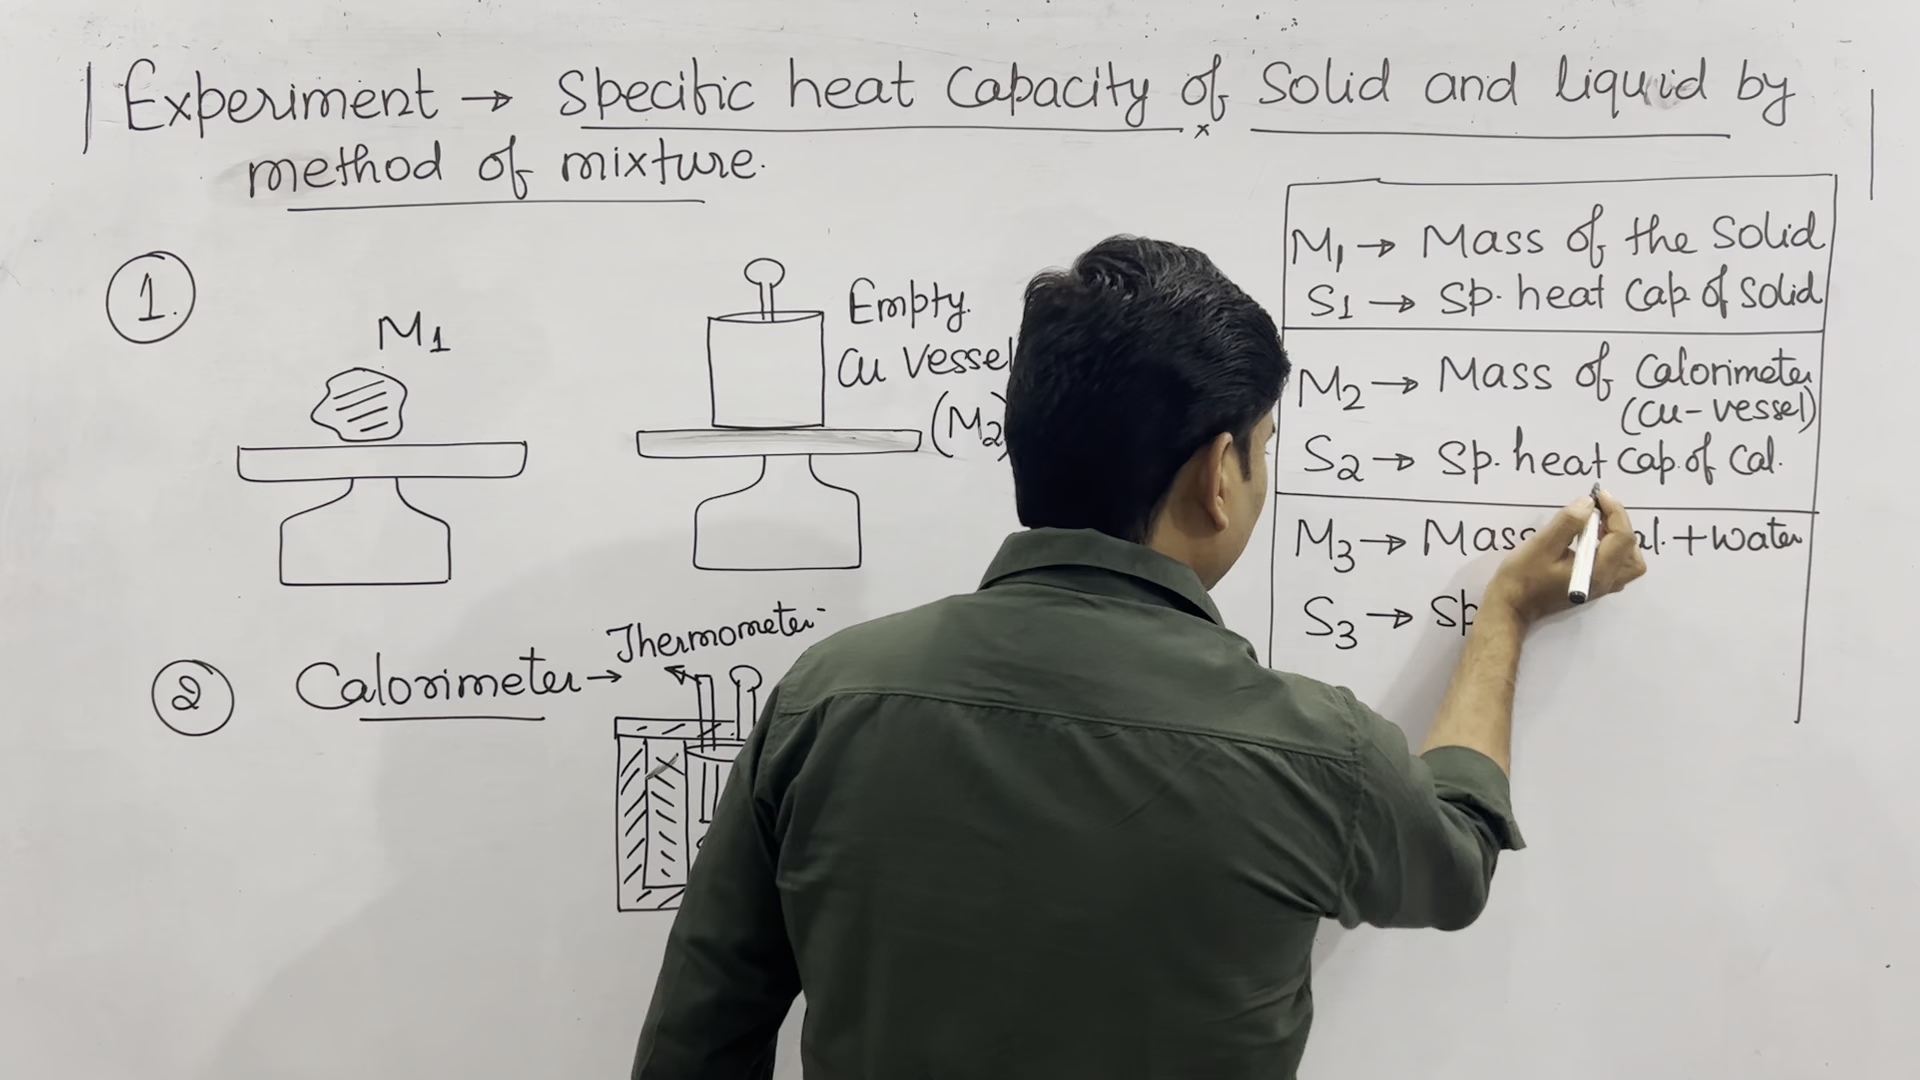 Experiment → Specific heat Capacity of Solid and liquid by
method of mixture.
1.
M1
Empty
Cu Vessel
(M2)
2
Calorimeter →
Thermometer
M1 → Mass of the Solid
S1 → Sp. heat Cap. of Solid
M2 → Mass of Calorimeter
(Cu-vessel)
S2 → Sp. heat Cap. of Cal.
M3 → Mass + water
S3 → Sp